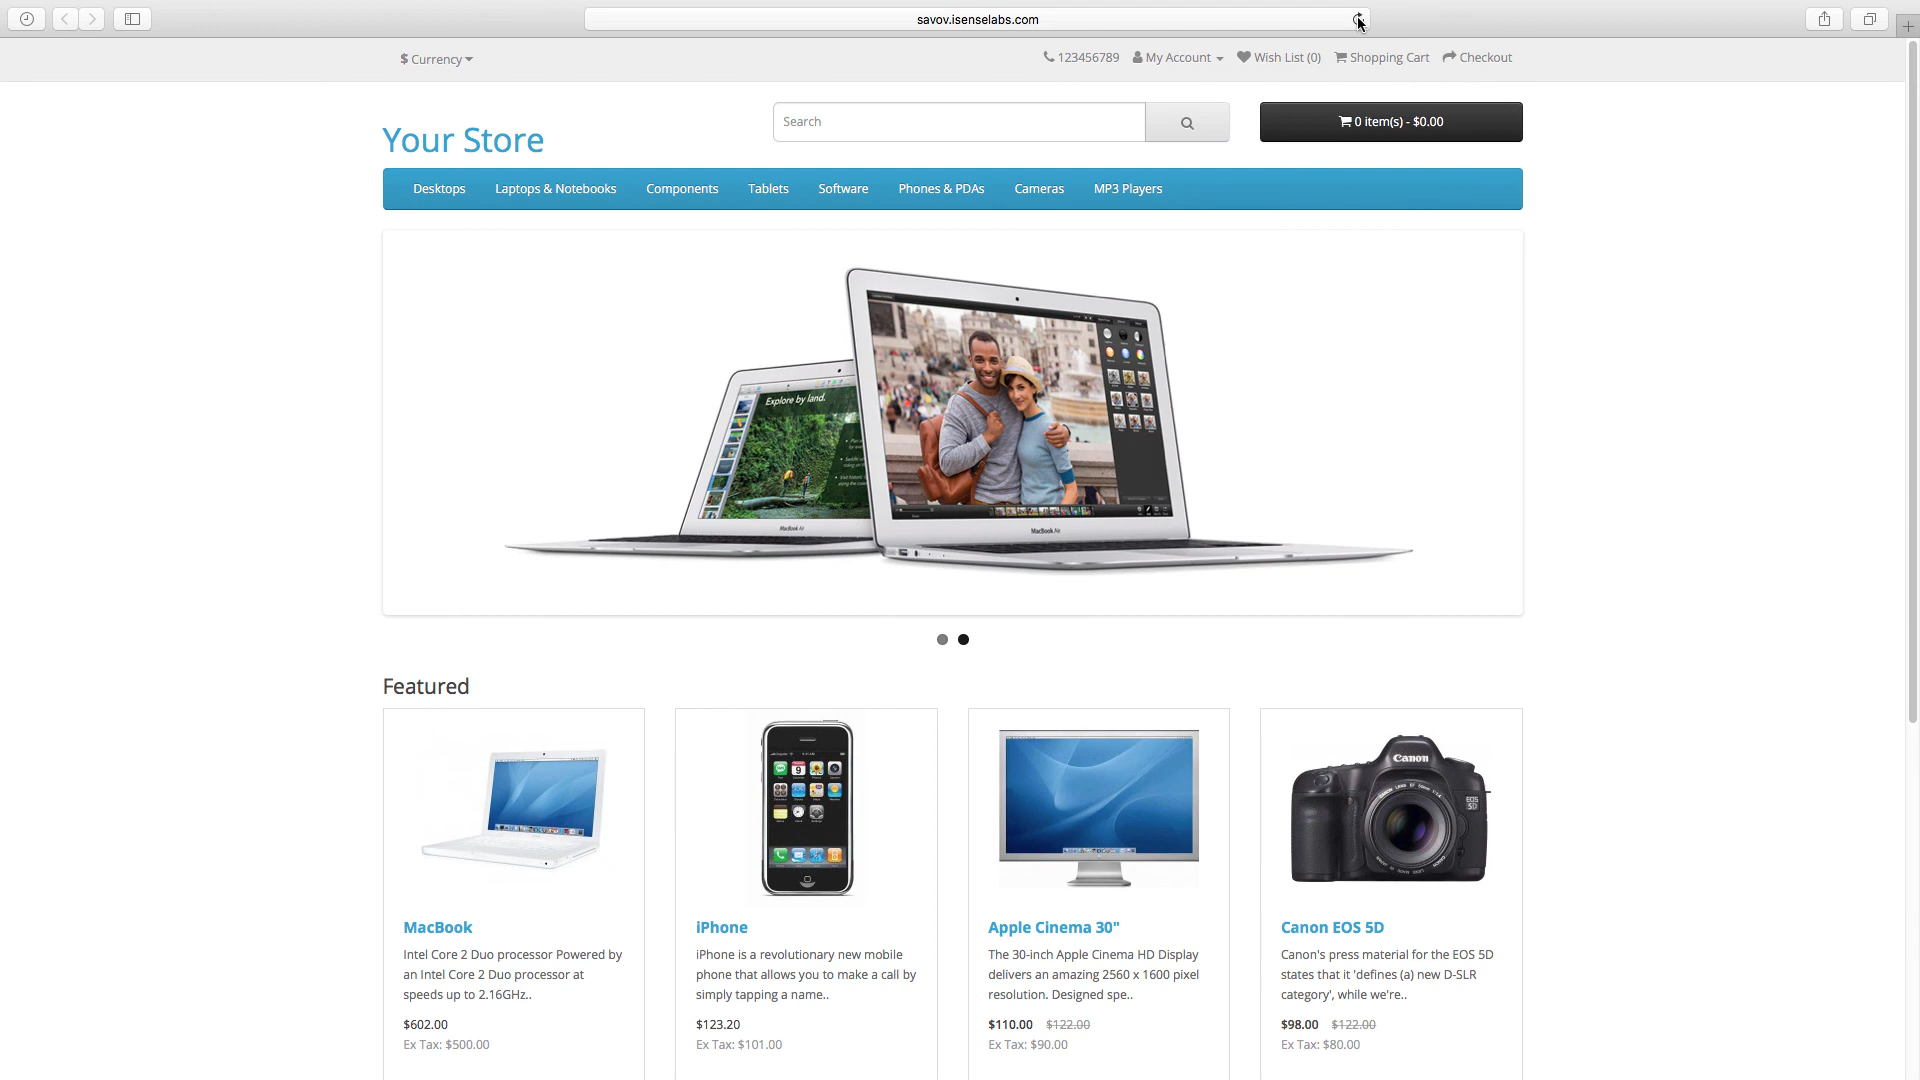 savov.isenselabs.com
$ Currency
123456789 My Account Wish List (0) Shopping Cart Checkout
Your Store
Search
0 item(s) - $0.00
Desktops Laptops & Notebooks Components Tablets Software Phones & PDAs Cameras MP3 Players
Explore by land.
MacBook Air
MacBook Air
Featured
Canon
EOS
5D
MacBook
Intel Core 2 Duo processor Powered by
an Intel Core 2 Duo processor at
speeds up to 2.16GHz..
$602.00
Ex Tax: $500.00
iPhone
iPhone is a revolutionary new mobile
phone that allows you to make a call by
simply tapping a name..
$123.20
Ex Tax: $101.00
Apple Cinema 30"
The 30-inch Apple Cinema HD Display
delivers an amazing 2560 x 1600 pixel
resolution. Designed spe..
$110.00 $122.00
Ex Tax: $90.00
Canon EOS 5D
Canon's press material for the EOS 5D
states that it 'defines (a) new D-SLR
category', while we're..
$98.00 $122.00
Ex Tax: $80.00